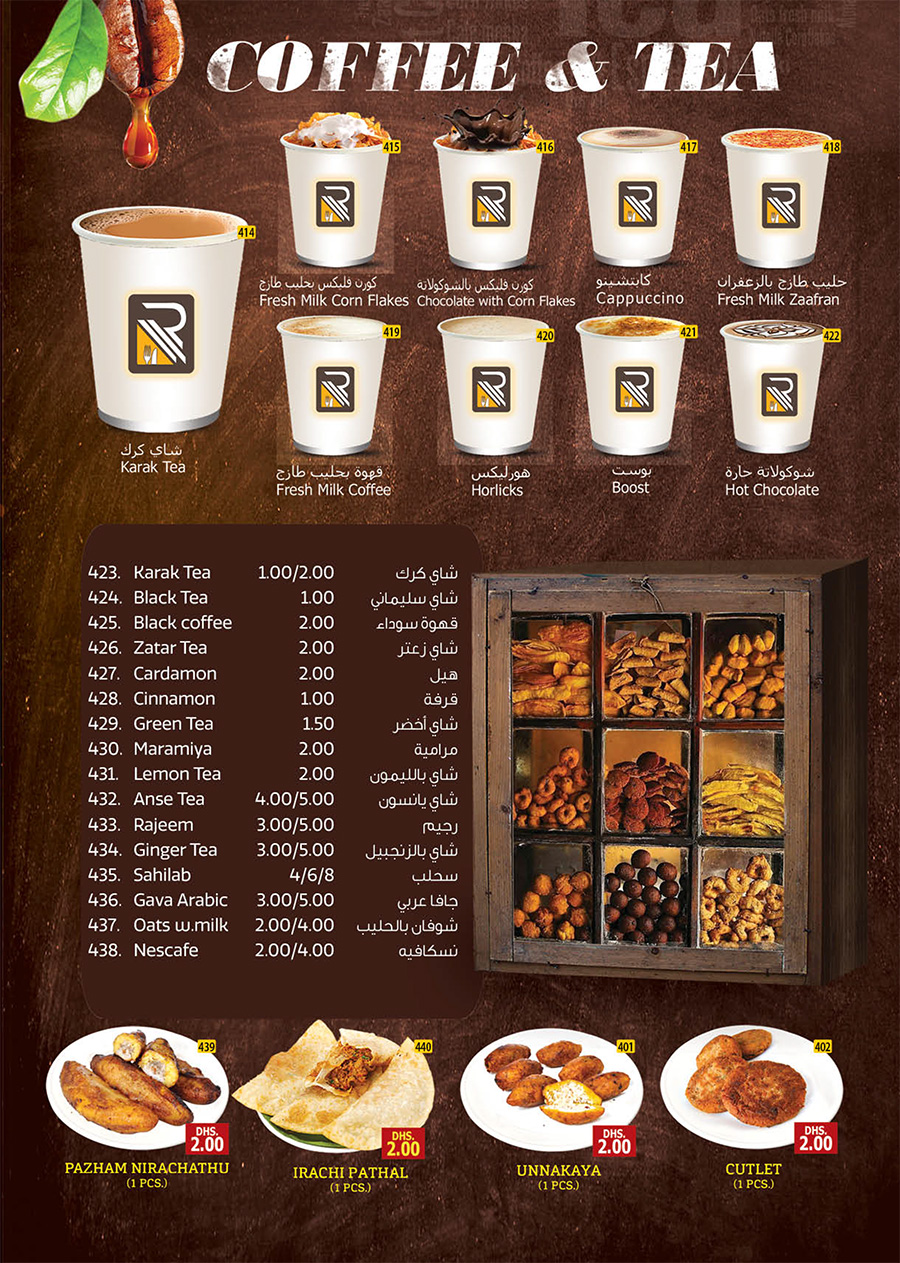 COFFEE & TEA
414
شاي كرك
Karak Tea
415
كورن فليكس بحليب طازج
Fresh Milk Corn Flakes
416
كورن فليكس بالشوكولاتة
Chocolate with Corn Flakes
417
كابتشينو
Cappuccino
418
حليب طازج بالزعفران
Fresh Milk Zaafran
419
قهوة بحليب طازج
Fresh Milk Coffee
420
هورليكس
Horlicks
421
بوست
Boost
422
شوكولاتة حارة
Hot Chocolate
423. Karak Tea 1.00/2.00 شاي كرك
424. Black Tea 1.00 شاي سليماني
425. Black coffee 2.00 قهوة سوداء
426. Zatar Tea 2.00 شاي زعتر
427. Cardamon 2.00 هيل
428. Cinnamon 1.00 قرفة
429. Green Tea 1.50 شاي أخضر
430. Maramiya 2.00 مرامية
431. Lemon Tea 2.00 شاي بالليمون
432. Anse Tea 4.00/5.00 شاي يانسون
433. Rajeem 3.00/5.00 رجيم
434. Ginger Tea 3.00/5.00 شاي بالزنجبيل
435. Sahilab 4/6/8 سحلب
436. Gava Arabic 3.00/5.00 جافا عربي
437. Oats w.milk 2.00/4.00 شوفان بالحليب
438. Nescafe 2.00/4.00 نسكافيه
439
DHS.
2.00
PAZHAM NIRACHATHU
(1 PCS.)
440
DHS.
2.00
IRACHI PATHAL
(1 PCS.)
401
DHS.
2.00
UNNAKAYA
(1 PCS.)
402
DHS.
2.00
CUTLET
(1 PCS.)